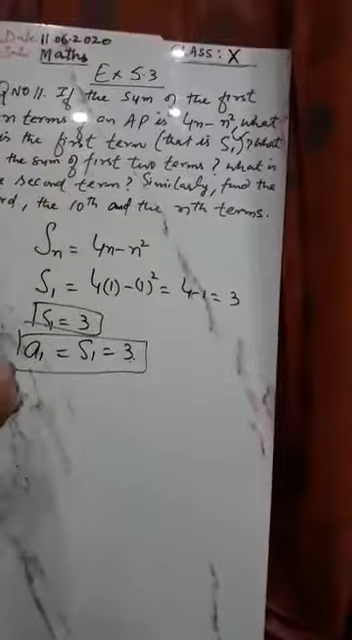 Date 11.06.2020 CLASS: X
Maths
Ex 5.3
QNO 11. If the sum of the first
n terms of an AP is 4n-n², what
is the first term (that is S₁)? What
the sum of first two terms? what is
second term? Similarly, find the
rd, the 10th and the nth terms.
Sₙ = 4n-n²
S₁ = 4(1)-(1)² = 4-1 = 3
S₁ = 3
a₁ = S₁ = 3.